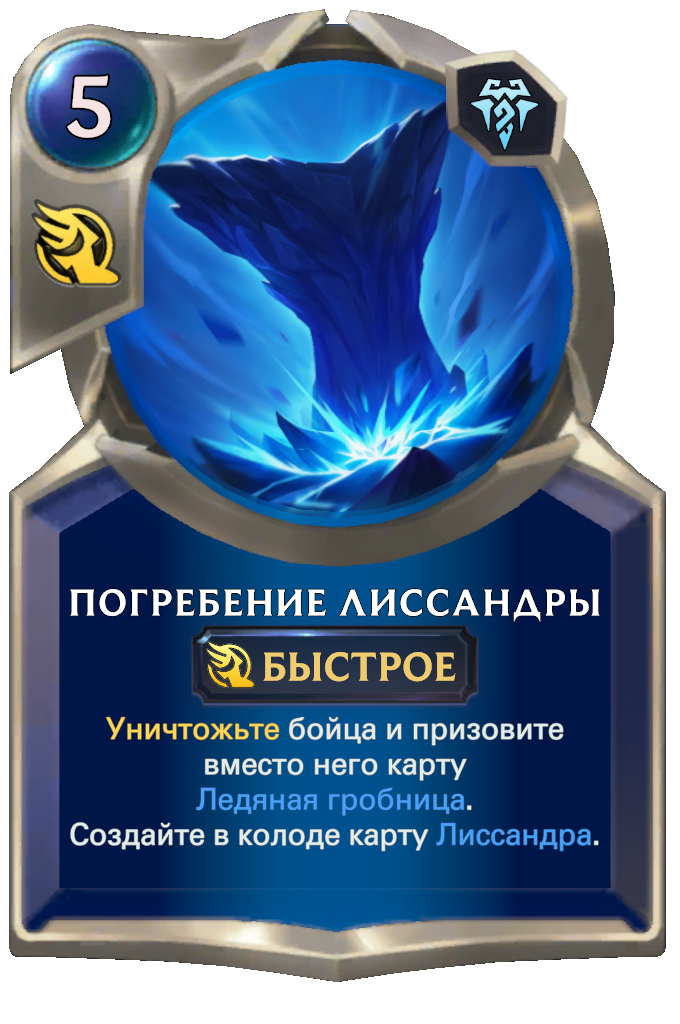 5
ПОГРЕБЕНИЕ ЛИССАНДРЫ
БЫСТРОЕ
Уничтожьте бойца и призовите
вместо него карту
Ледяная гробница.
Создайте в колоде карту Лиссандра.